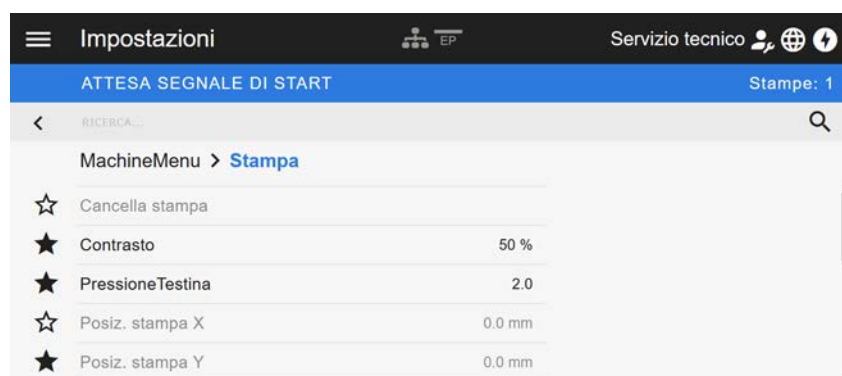 Impostazioni EP Servizio tecnico
ATTESA SEGNALE DI START Stampe: 1
RICERCA...
MachineMenu > Stampa
Cancella stampa
Contrasto 50 %
PressioneTestina 2.0
Posiz. stampa X 0.0 mm
Posiz. stampa Y 0.0 mm